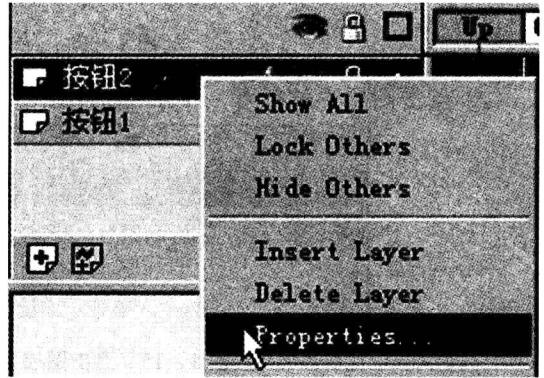 Up
按钮2
按钮1
Show All
Lock Others
Hide Others
Insert Layer
Delete Layer
Properties...